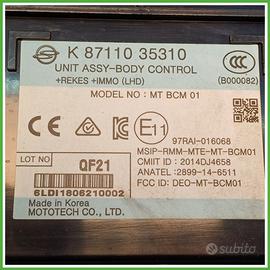 K 87110 35310
UNIT ASSY-BODY CONTROL
+REKES +IMMO (LHD)
(B000082)
MODEL NO : MT BCM 01
E11
97RAI-016068
MSIP-RMM-MTE-MT-BCM01
CMIIT ID : 2014DJ4658
ANATEL : 2899-14-6511
FCC ID : DEO-MT-BCM01
LOT NO
QF21
6LDI1806210002
Made in Korea
MOTOTECH CO., LTD
subito